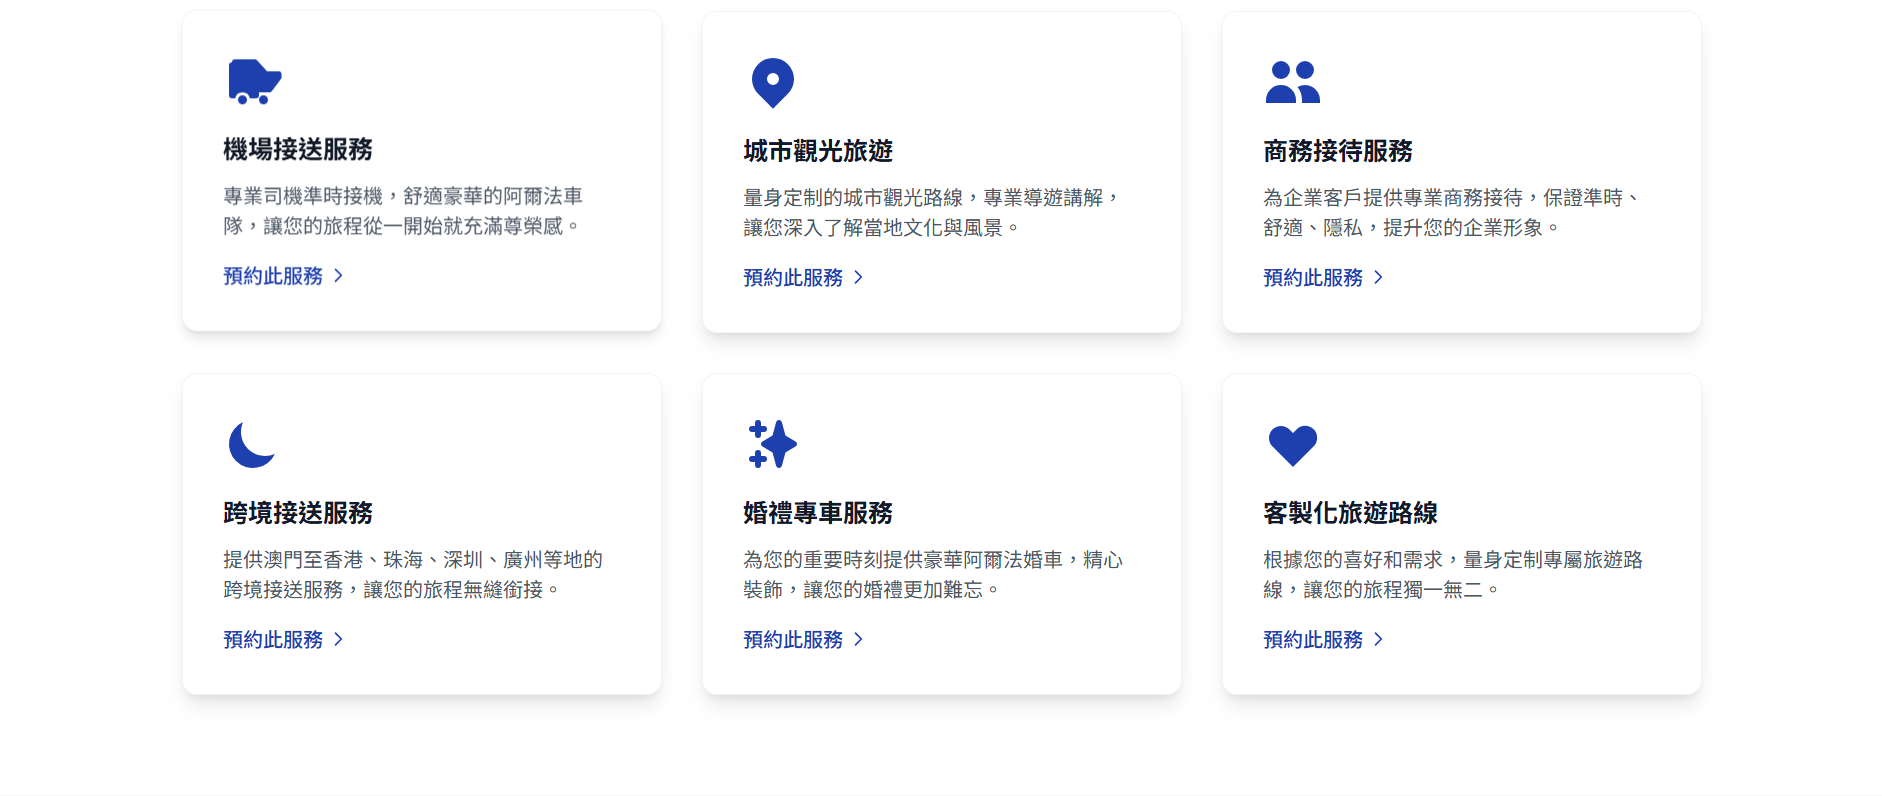 機場接送服務
專業司機準時接機，舒適豪華的阿爾法車
隊，讓您的旅程從一開始就充滿尊榮感。
預約此服務
城市觀光旅遊
量身定制的城市觀光路線，專業導遊講解，
讓您深入了解當地文化與風景。
預約此服務
商務接待服務
為企業客戶提供專業商務接待，保證準時、
舒適、隱私，提升您的企業形象。
預約此服務
跨境接送服務
提供澳門至香港、珠海、深圳、廣州等地的
跨境接送服務，讓您的旅程無縫銜接。
預約此服務
婚禮專車服務
為您的重要時刻提供豪華阿爾法婚車，精心
裝飾，讓您的婚禮更加難忘。
預約此服務
客製化旅遊路線
根據您的喜好和需求，量身定制專屬旅遊路
線，讓您的旅程獨一無二。
預約此服務